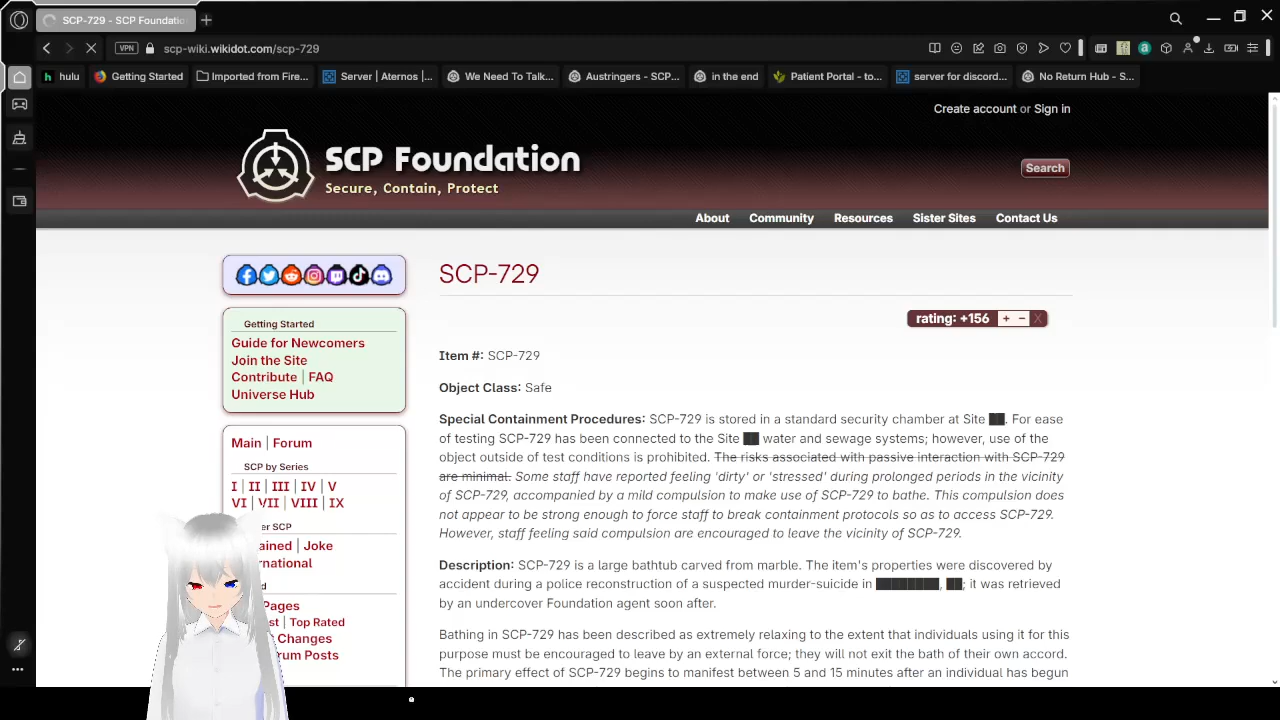 SCP-729 - SCP Foundatio
scp-wiki.wikidot.com/scp-729
VPN
hulu
Getting Started
Imported from Fire...
Server | Aternos |...
We Need To Talk...
Austringers - SCP...
in the end
Patient Portal - to...
server for discord...
No Return Hub - S...
Create account or Sign in
SCP Foundation
Secure, Contain, Protect
Search
About
Community
Resources
Sister Sites
Contact Us
Getting Started
Guide for Newcomers
Join the Site
Contribute | FAQ
Universe Hub
Main | Forum
SCP by Series
I | II | III | IV | V
VI | VII | VIII | IX
er SCP
ained | Joke
rnational
d
Pages
st | Top Rated
Changes
rum Posts
SCP-729
rating: +156 + − X
Item #: SCP-729
Object Class: Safe
Special Containment Procedures: SCP-729 is stored in a standard security chamber at Site ██. For ease
of testing SCP-729 has been connected to the Site ██ water and sewage systems; however, use of the
object outside of test conditions is prohibited. The risks associated with passive interaction with SCP-729
are minimal. Some staff have reported feeling 'dirty' or 'stressed' during prolonged periods in the vicinity
of SCP-729, accompanied by a mild compulsion to make use of SCP-729 to bathe. This compulsion does
not appear to be strong enough to force staff to break containment protocols so as to access SCP-729.
However, staff feeling said compulsion are encouraged to leave the vicinity of SCP-729.
Description: SCP-729 is a large bathtub carved from marble. The item's properties were discovered by
accident during a police reconstruction of a suspected murder-suicide in ████████, ██; it was retrieved
by an undercover Foundation agent soon after.
Bathing in SCP-729 has been described as extremely relaxing to the extent that individuals using it for this
purpose must be encouraged to leave by an external force; they will not exit the bath of their own accord.
The primary effect of SCP-729 begins to manifest between 5 and 15 minutes after an individual has begun